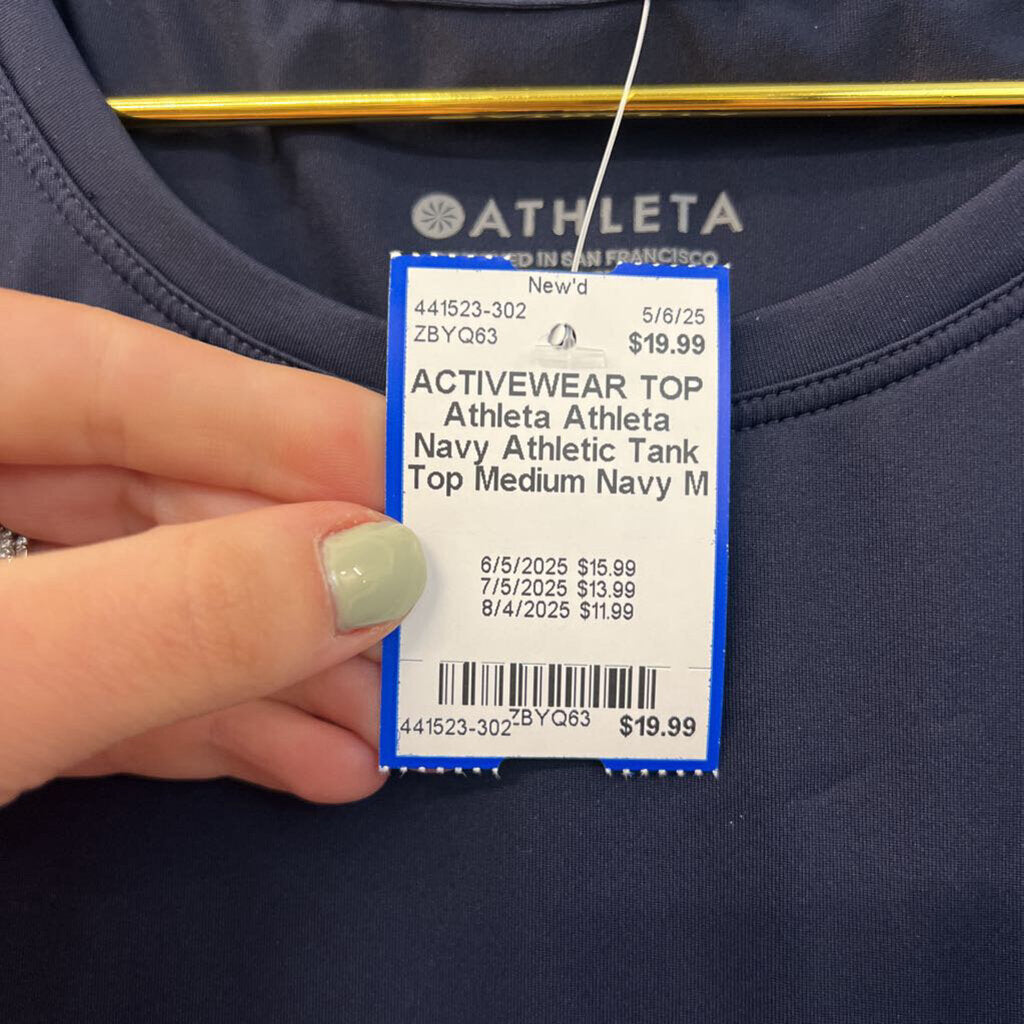 ATHLETA
ED IN SAN FRANCISCO
New'd
441523-302 5/6/25
ZBYQ63 $19.99
ACTIVEWEAR TOP
Athleta Athleta
Navy Athletic Tank
Top Medium Navy M
6/5/2025 $15.99
7/5/2025 $13.99
8/4/2025 $11.99
441523-302 ZBYQ63 $19.99